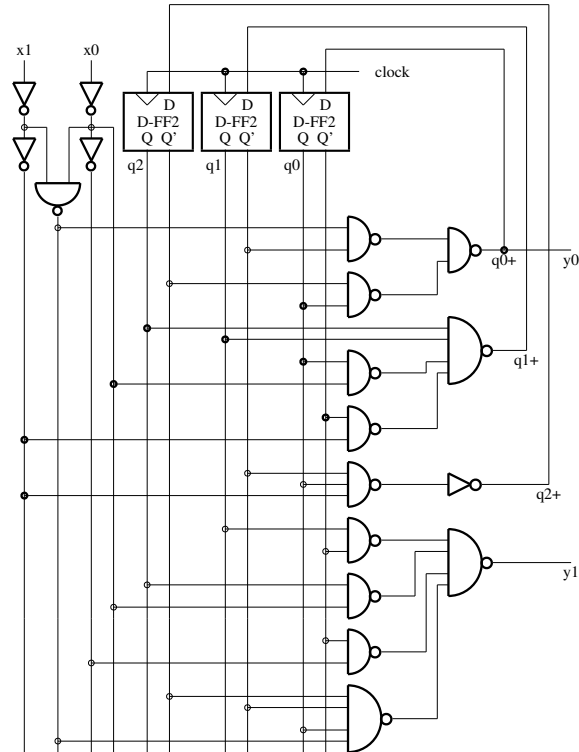 x1 x0
clock
D D D
D-FF2 D-FF2 D-FF2
Q Q' Q Q' Q Q'
q2 q1 q0
q0+ y0
q1+
q2+
y1